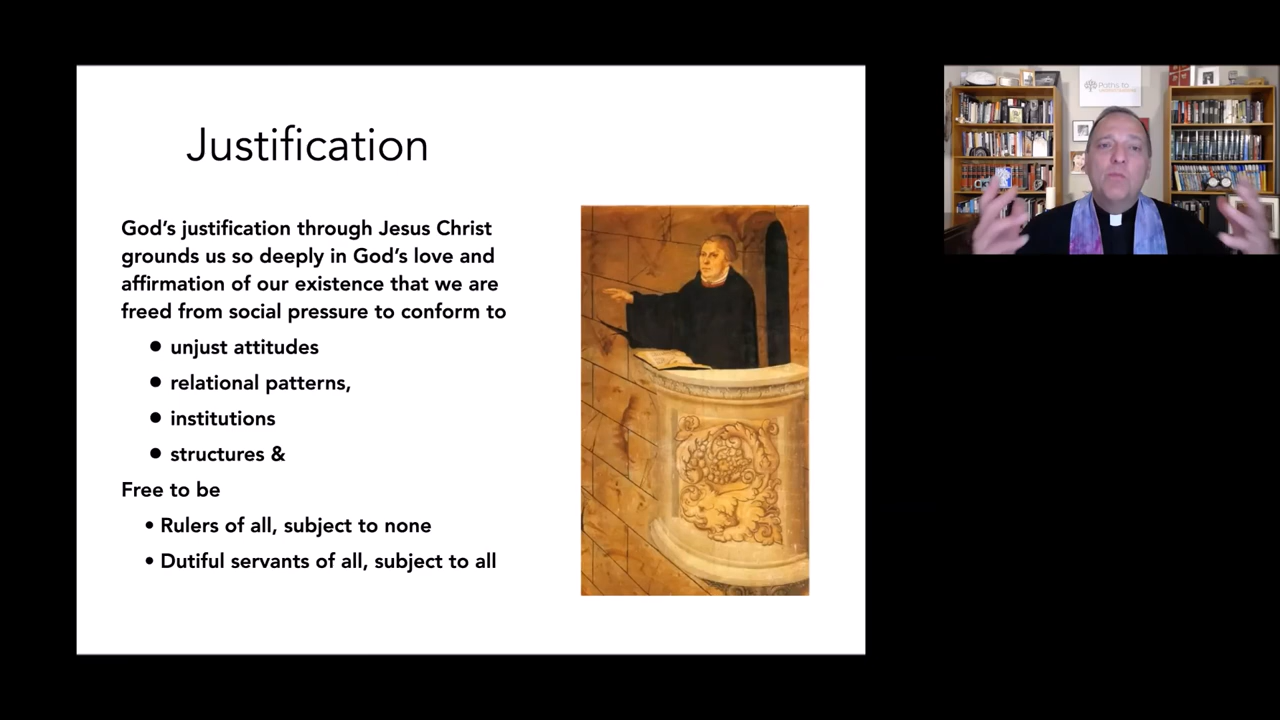 Justification
God's justification through Jesus Christ
grounds us so deeply in God's love and
affirmation of our existence that we are
freed from social pressure to conform to
● unjust attitudes
● relational patterns,
● institutions
● structures &
Free to be
• Rulers of all, subject to none
• Dutiful servants of all, subject to all
Paths to